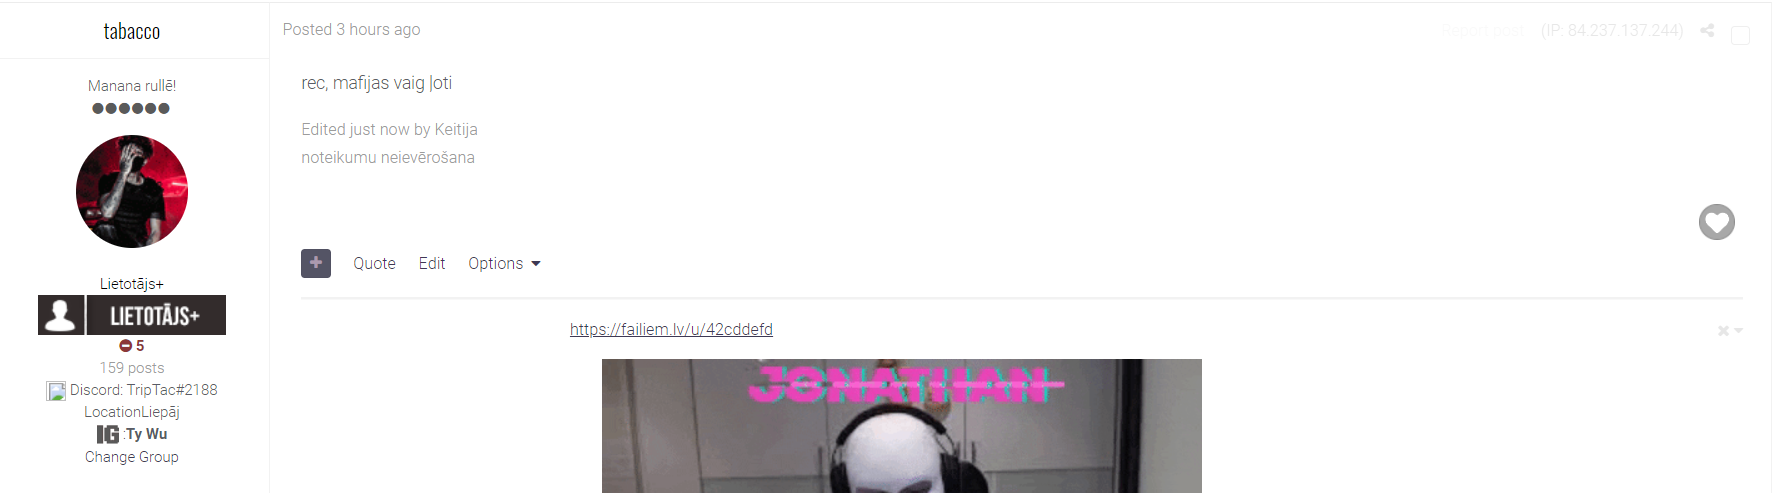 tabacco
Manana rullē!
Lietotājs+
LIETOTĀJS+
5
159 posts
Discord: TripTac#2188
LocationLiepāj
IG :Ty Wu
Change Group
Posted 3 hours ago
Report post (IP: 84.237.137.244)
rec, mafijas vaig ļoti
Edited just now by Keitija
noteikumu neievērošana
Quote Edit Options
https://failiem.lv/u/42cddefd
JONATHAN